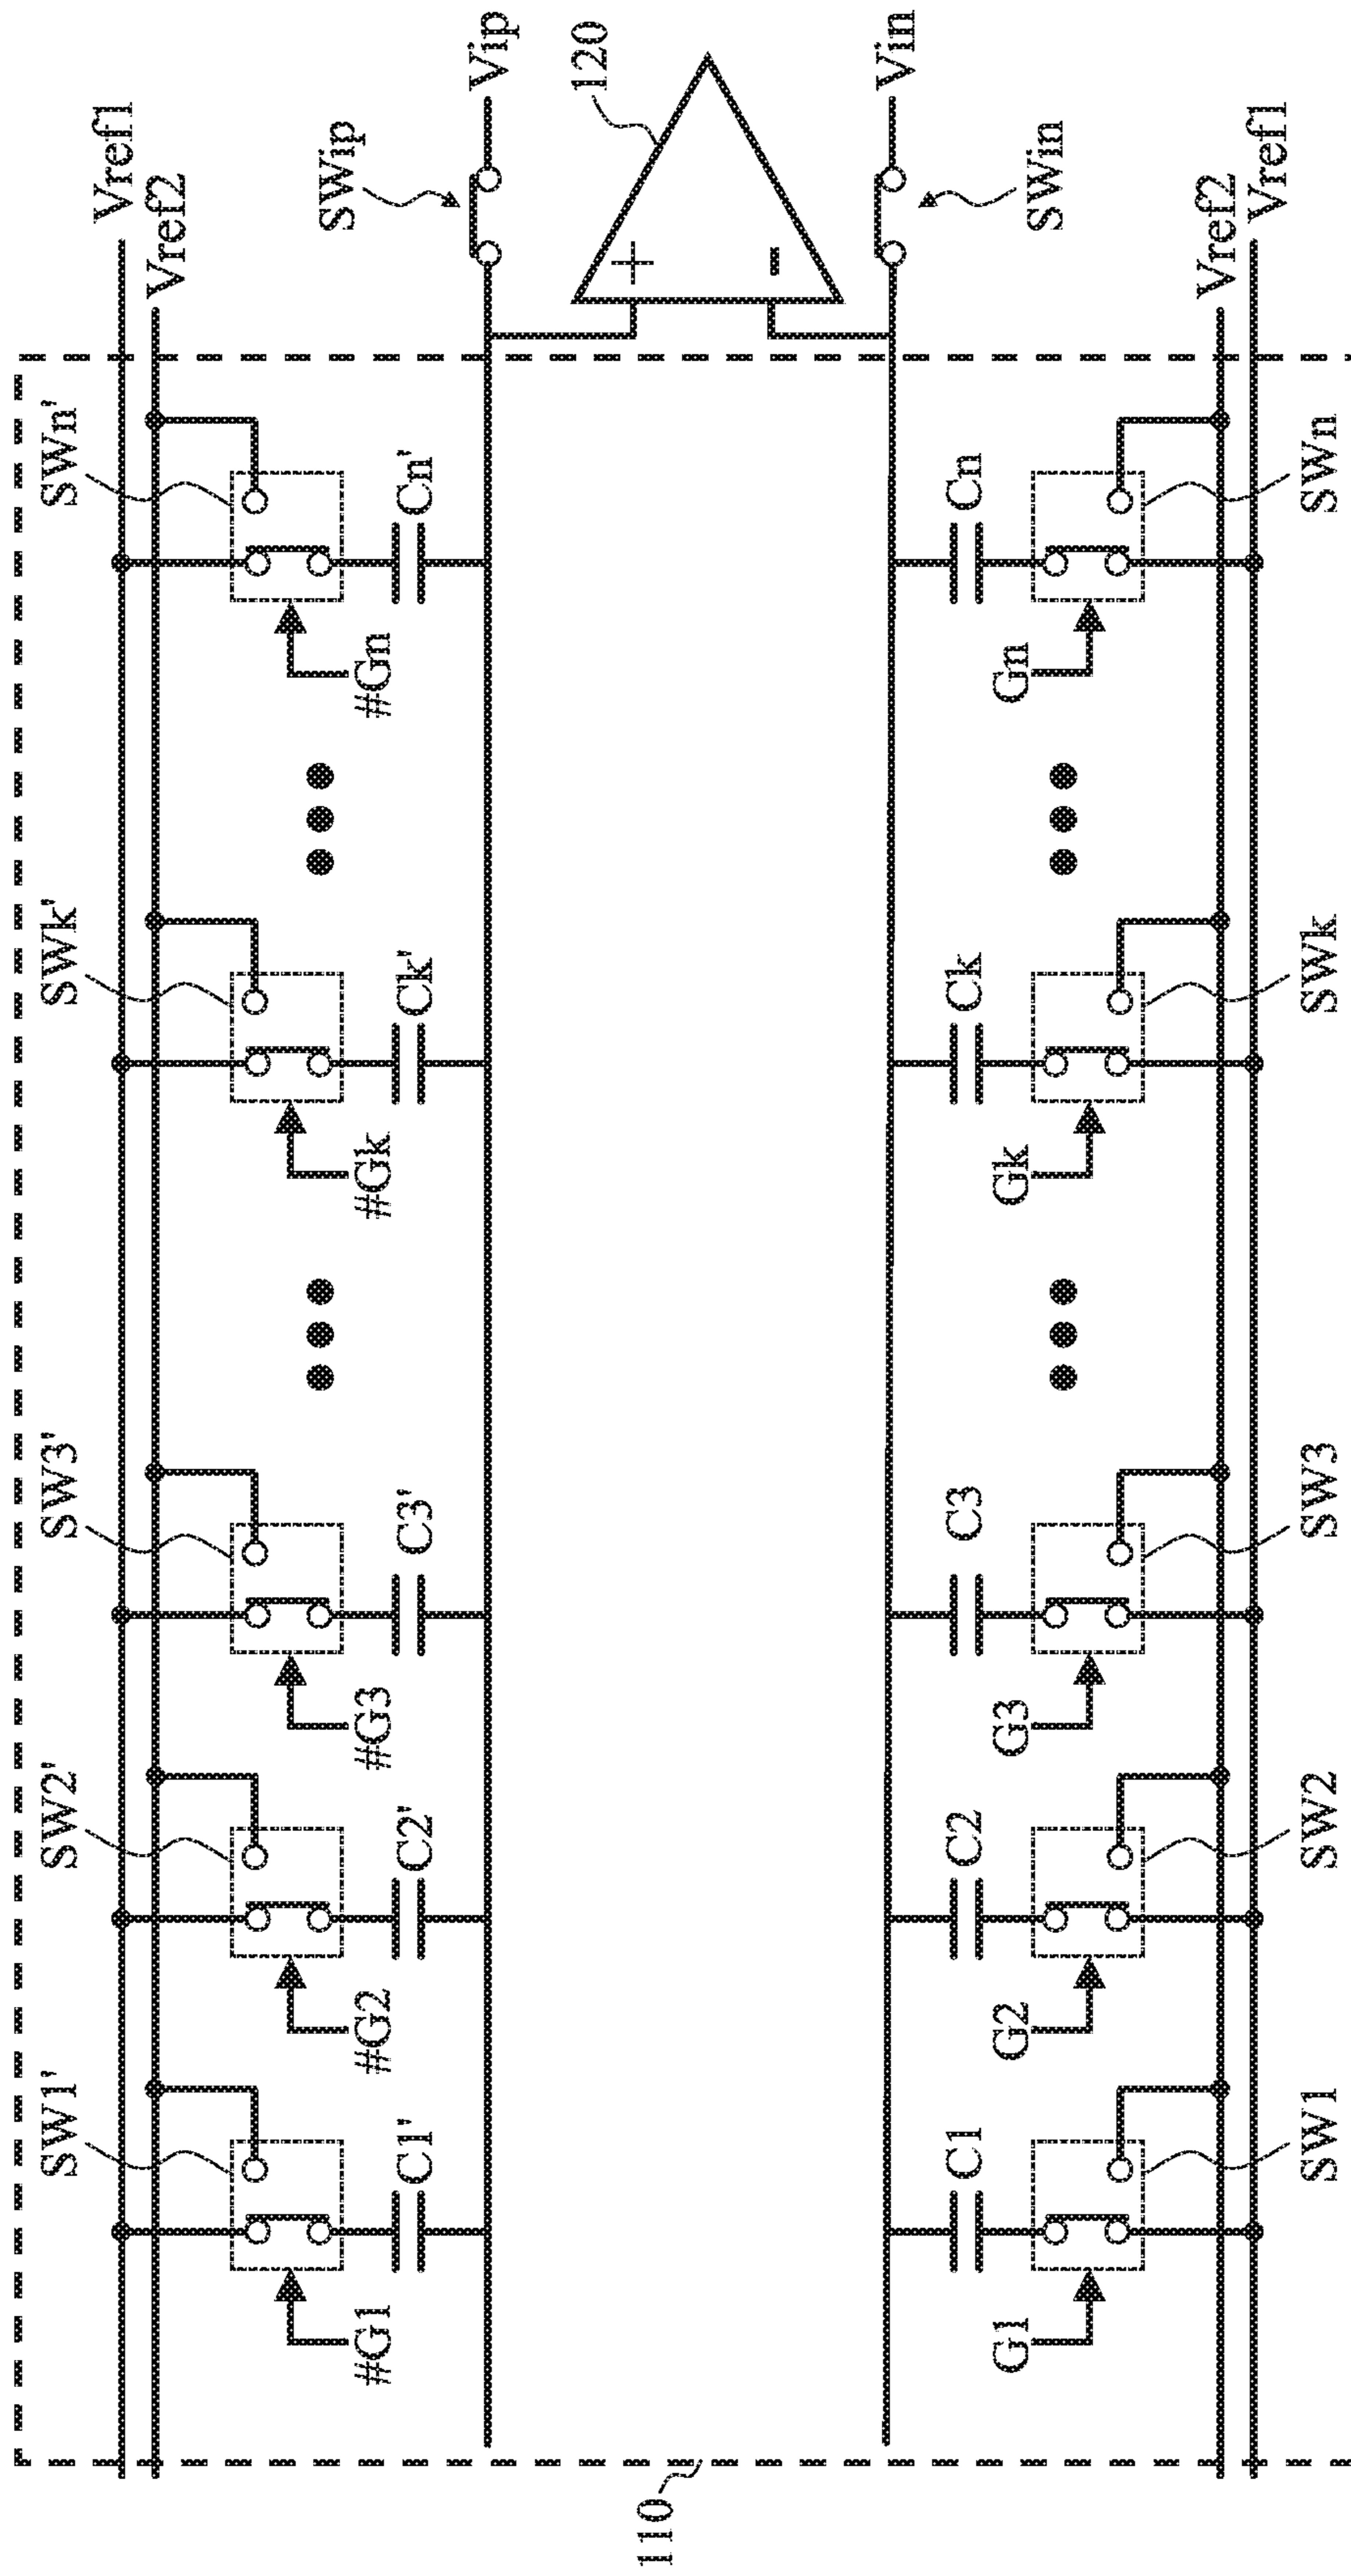 SW1'
SW2'
SW3'
SWk'
SWn'
Vref1
Vref2
#G1
C1'
#G2
C2'
#G3
C3'
#Gk
Ck'
#Gn
Cn'
SWip
Vip
110
120
+
-
G1
C1
G2
C2
G3
C3
Gk
Ck
Gn
Cn
Vin
SWin
Vref2
Vref1
SW1
SW2
SW3
SWk
SWn